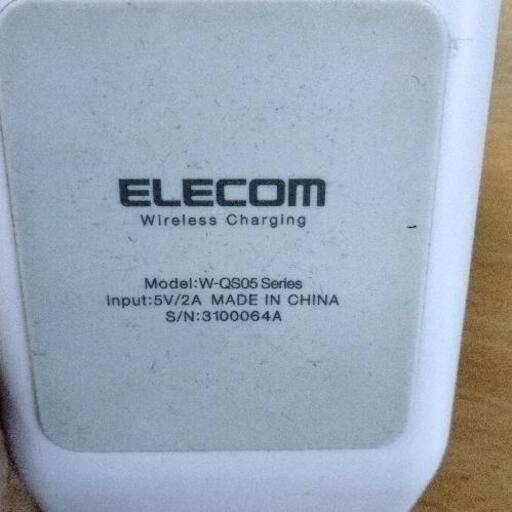 ELECOM
Wireless Charging
Model:W-QS05 Series
Input:5V/2A MADE IN CHINA
S/N:3100064A